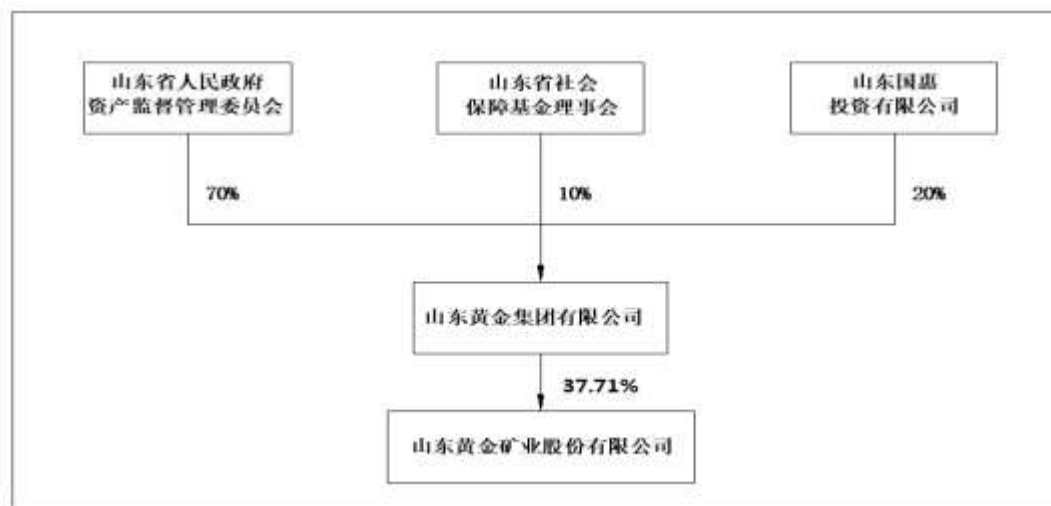 山东省人民政府
资产监督管理委员会
山东省社会
保障基金理事会
山东国惠
投资有限公司
70%
10%
20%
山东黄金集团有限公司
37.71%
山东黄金矿业股份有限公司